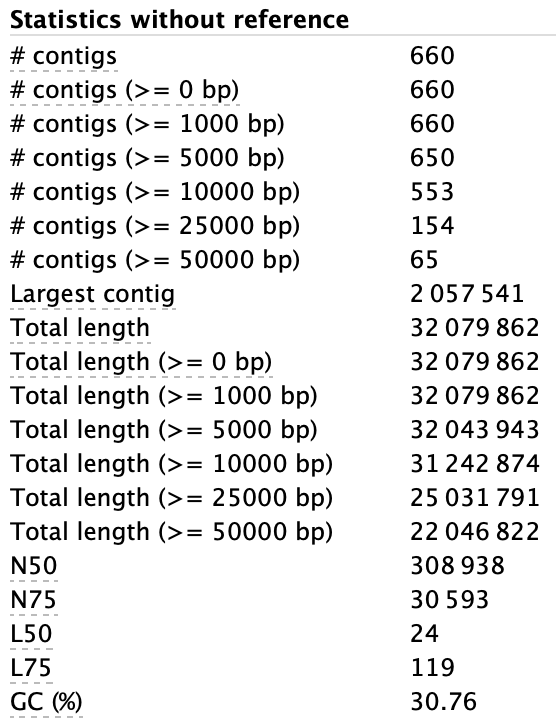 Statistics without reference
# contigs 660
# contigs (>= 0 bp) 660
# contigs (>= 1000 bp) 660
# contigs (>= 5000 bp) 650
# contigs (>= 10000 bp) 553
# contigs (>= 25000 bp) 154
# contigs (>= 50000 bp) 65
Largest contig 2 057 541
Total length 32 079 862
Total length (>= 0 bp) 32 079 862
Total length (>= 1000 bp) 32 079 862
Total length (>= 5000 bp) 32 043 943
Total length (>= 10000 bp) 31 242 874
Total length (>= 25000 bp) 25 031 791
Total length (>= 50000 bp) 22 046 822
N50 308 938
N75 30 593
L50 24
L75 119
GC (%) 30.76